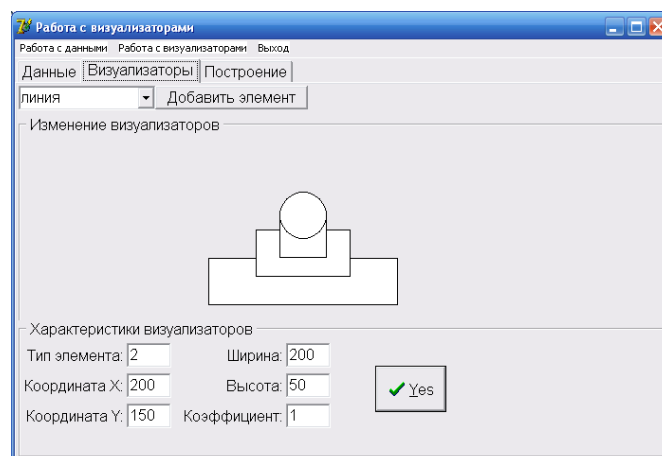 Работа с визуализаторами
Работа с данными Работа с визуализаторами Выход
Данные Визуализаторы Построение
линия Добавить элемент
Изменение визуализаторов
Характеристики визуализаторов
Тип элемента: 2 Ширина: 200
Координата X: 200 Высота: 50
Yes
Координата Y: 150 Коэффициент: 1